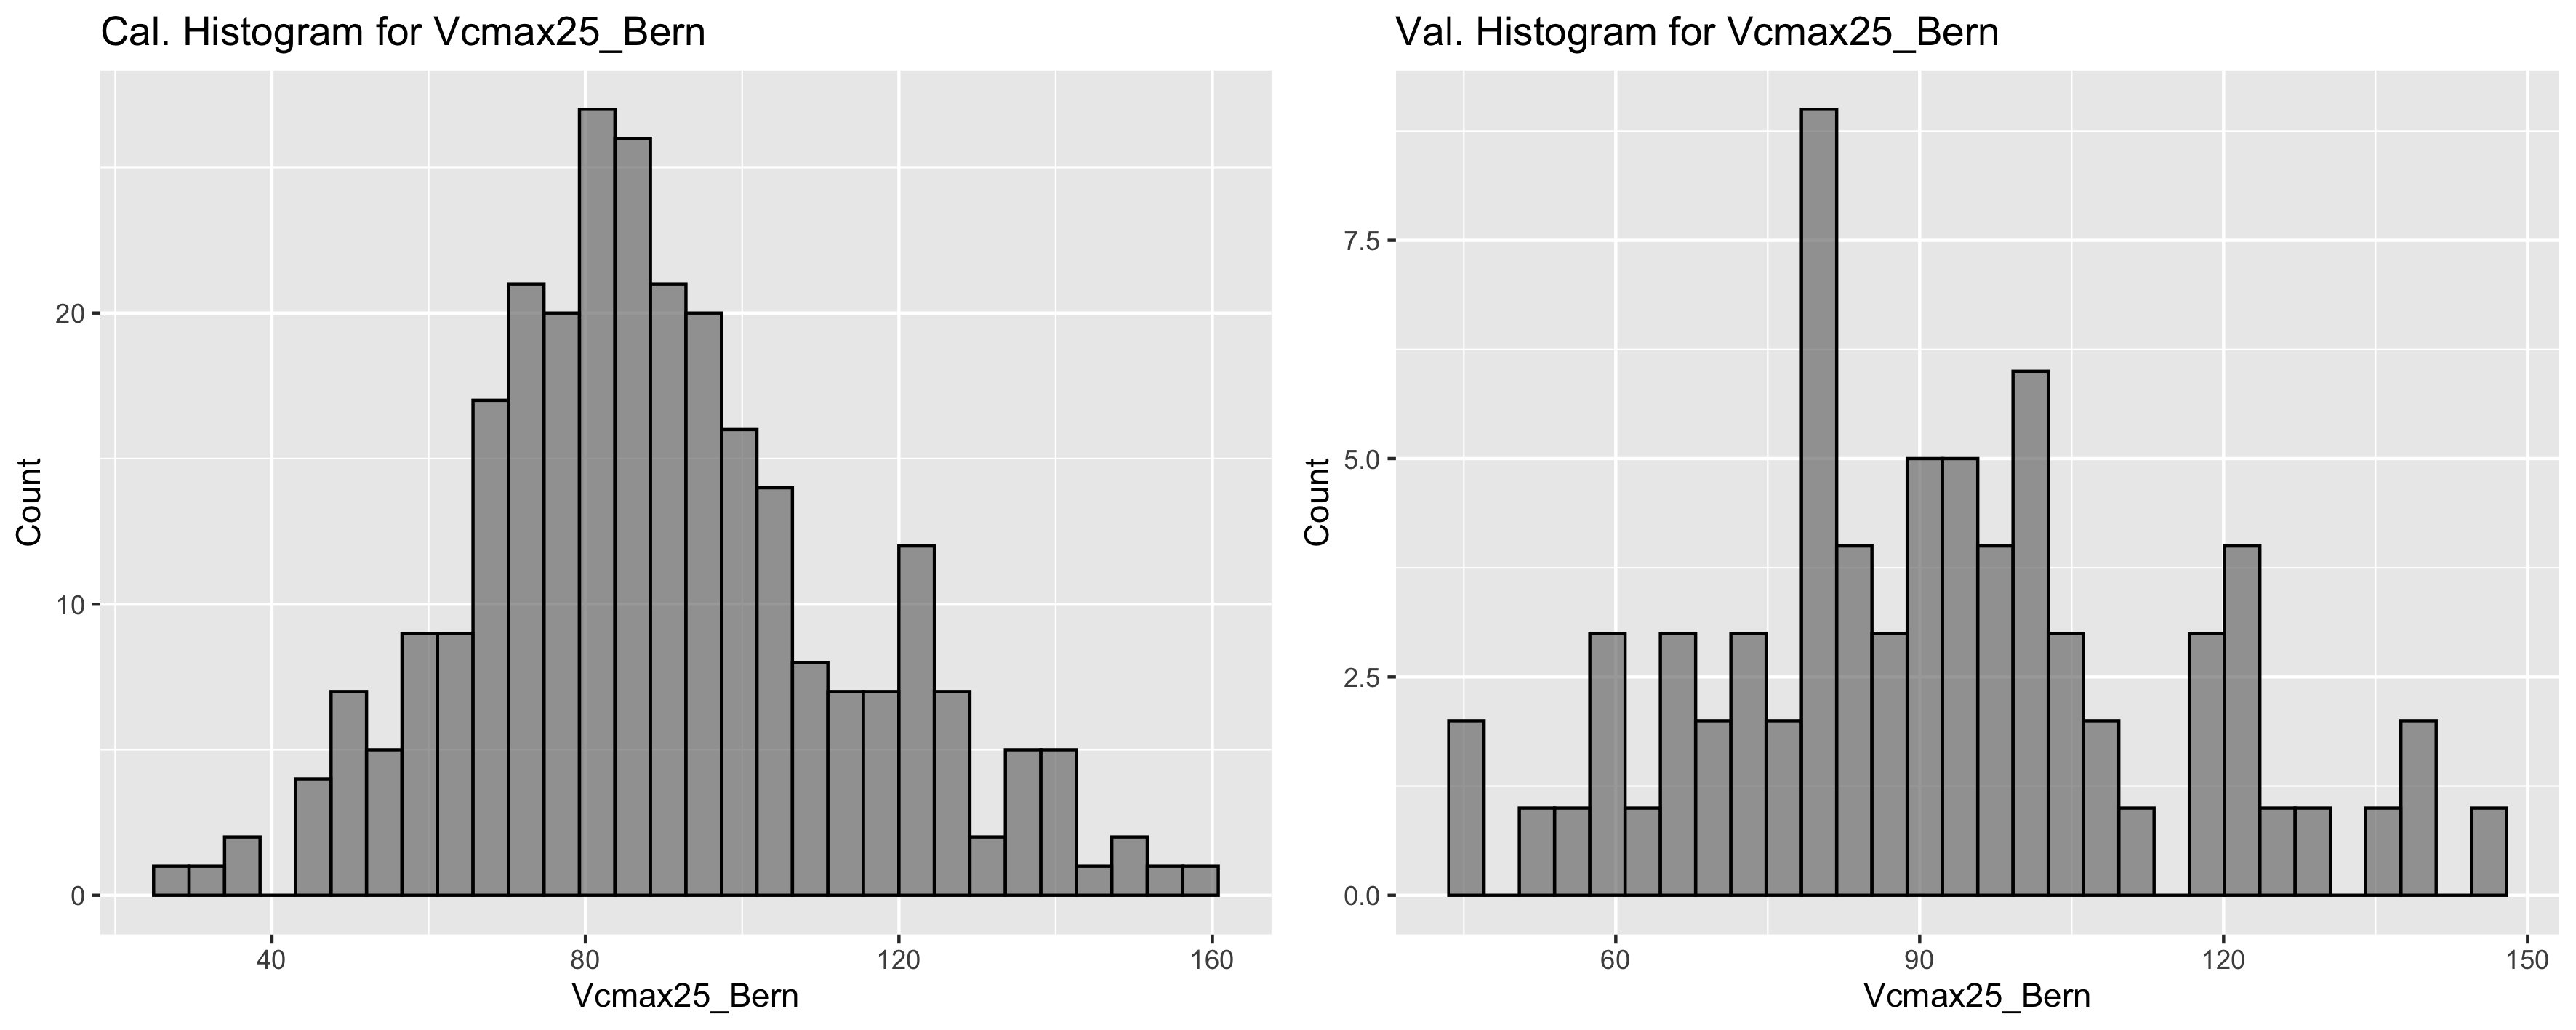 Cal. Histogram for Vcmax25_Bern
Count
20
10
0
40 80 120 160
Vcmax25_Bern
Val. Histogram for Vcmax25_Bern
Count
7.5
5.0
2.5
0.0
60 90 120 150
Vcmax25_Bern